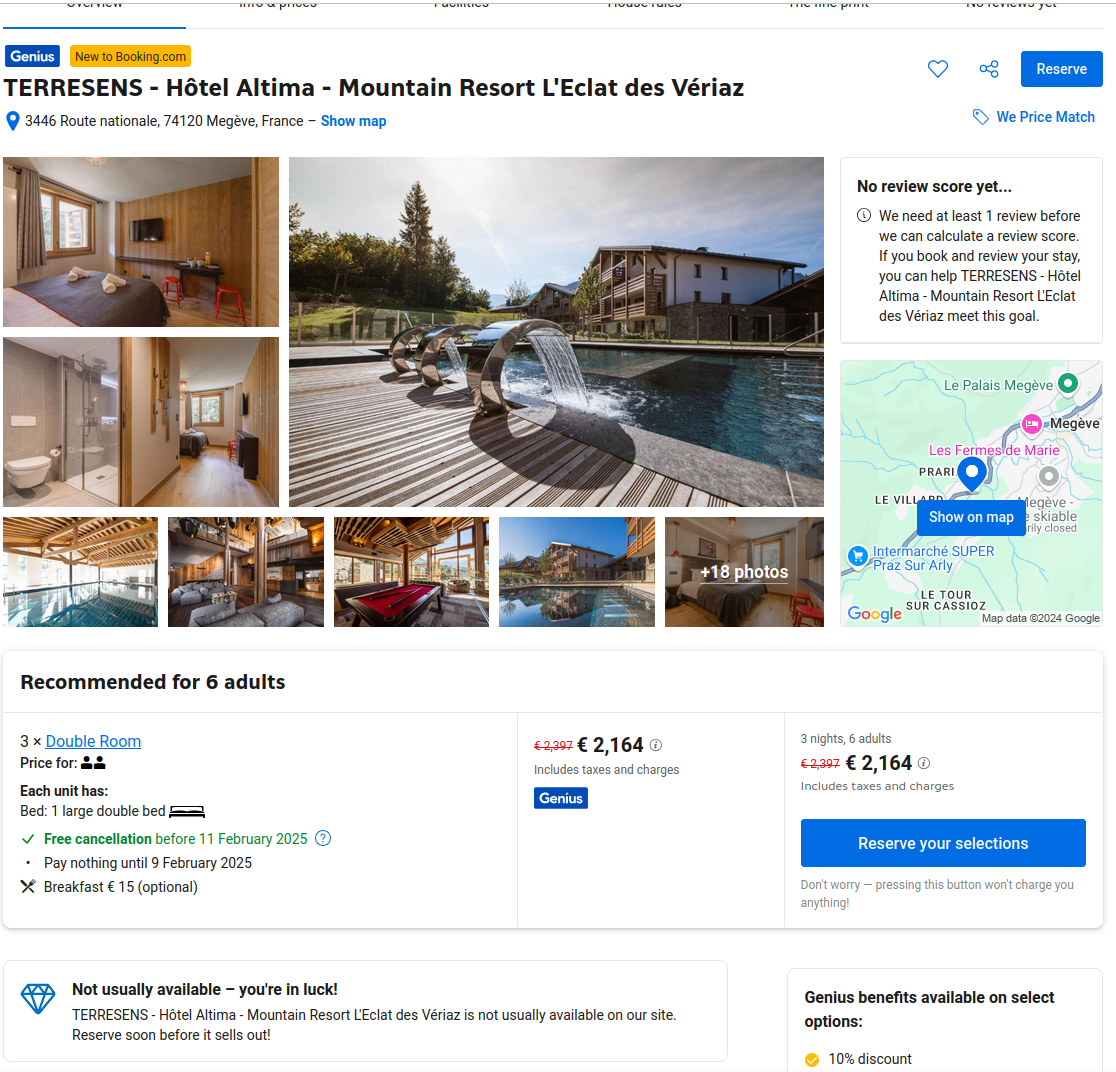 Overview Info & prices Facilities House rules The fine print No reviews yet
Genius New to Booking.com
TERRESENS - Hôtel Altima - Mountain Resort L'Eclat des Vériaz
Reserve
3446 Route nationale, 74120 Megève, France – Show map
We Price Match
No review score yet...
We need at least 1 review before
we can calculate a review score.
If you book and review your stay,
you can help TERRESENS - Hôtel
Altima - Mountain Resort L'Eclat
des Vériaz meet this goal.
Le Palais Megève
Megève
Les Fermes de Marie
PRARI
LE VILLARD
Show on map
Megève -
e skiable
rily closed
Intermarché SUPER
Praz Sur Arly
LE TOUR
SUR CASSIOZ
Google
Map data ©2024 Google
+18 photos
Recommended for 6 adults
3 × Double Room
Price for:
Each unit has:
Bed: 1 large double bed
Free cancellation before 11 February 2025
• Pay nothing until 9 February 2025
Breakfast € 15 (optional)
€ 2,397 € 2,164
Includes taxes and charges
Genius
3 nights, 6 adults
€ 2,397 € 2,164
Includes taxes and charges
Reserve your selections
Don't worry — pressing this button won't charge you
anything!
Not usually available – you're in luck!
TERRESENS - Hôtel Altima - Mountain Resort L'Eclat des Vériaz is not usually available on our site.
Reserve soon before it sells out!
Genius benefits available on select
options:
10% discount